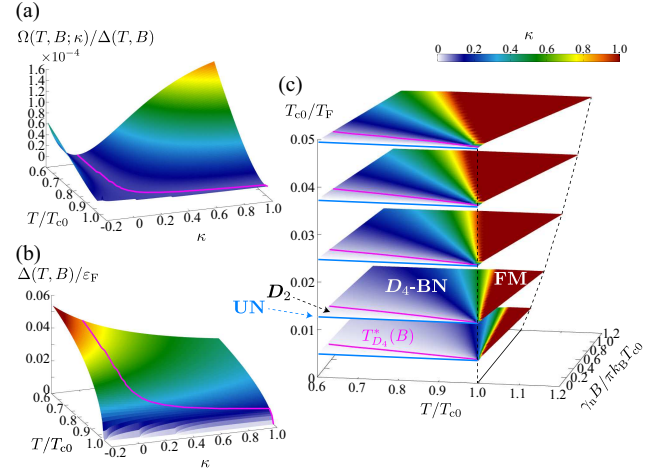 (a)
Ω(T, B; κ)/Δ(T, B)
×10⁻⁴
1.6
1.4
1.2
1.0
0.8
0.6
0.4
0.2
0
0.6
0.7
0.8
0.9
1.0
T/Tc0
-0.2 0 0.2 0.4 0.6 0.8 1.0
κ
(b)
Δ(T, B)/εF
0.06
0.04
0.02
0
0.6
0.7
0.8
0.9
1.0
T/Tc0
-0.2 0 0.2 0.4 0.6 0.8 1.0
κ
κ
0 0.2 0.4 0.6 0.8 1.0
(c)
Tc0/TF
0.05
0.04
0.03
0.02
0.01
D4-BN
FM
D2
UN
T*D4(B)
0.6 0.7 0.8 0.9 1.0 1.1 1.2 1.3
T/Tc0
0 0.2 0.4 0.6 0.8 1.0 1.2
γnB/πkBTc0